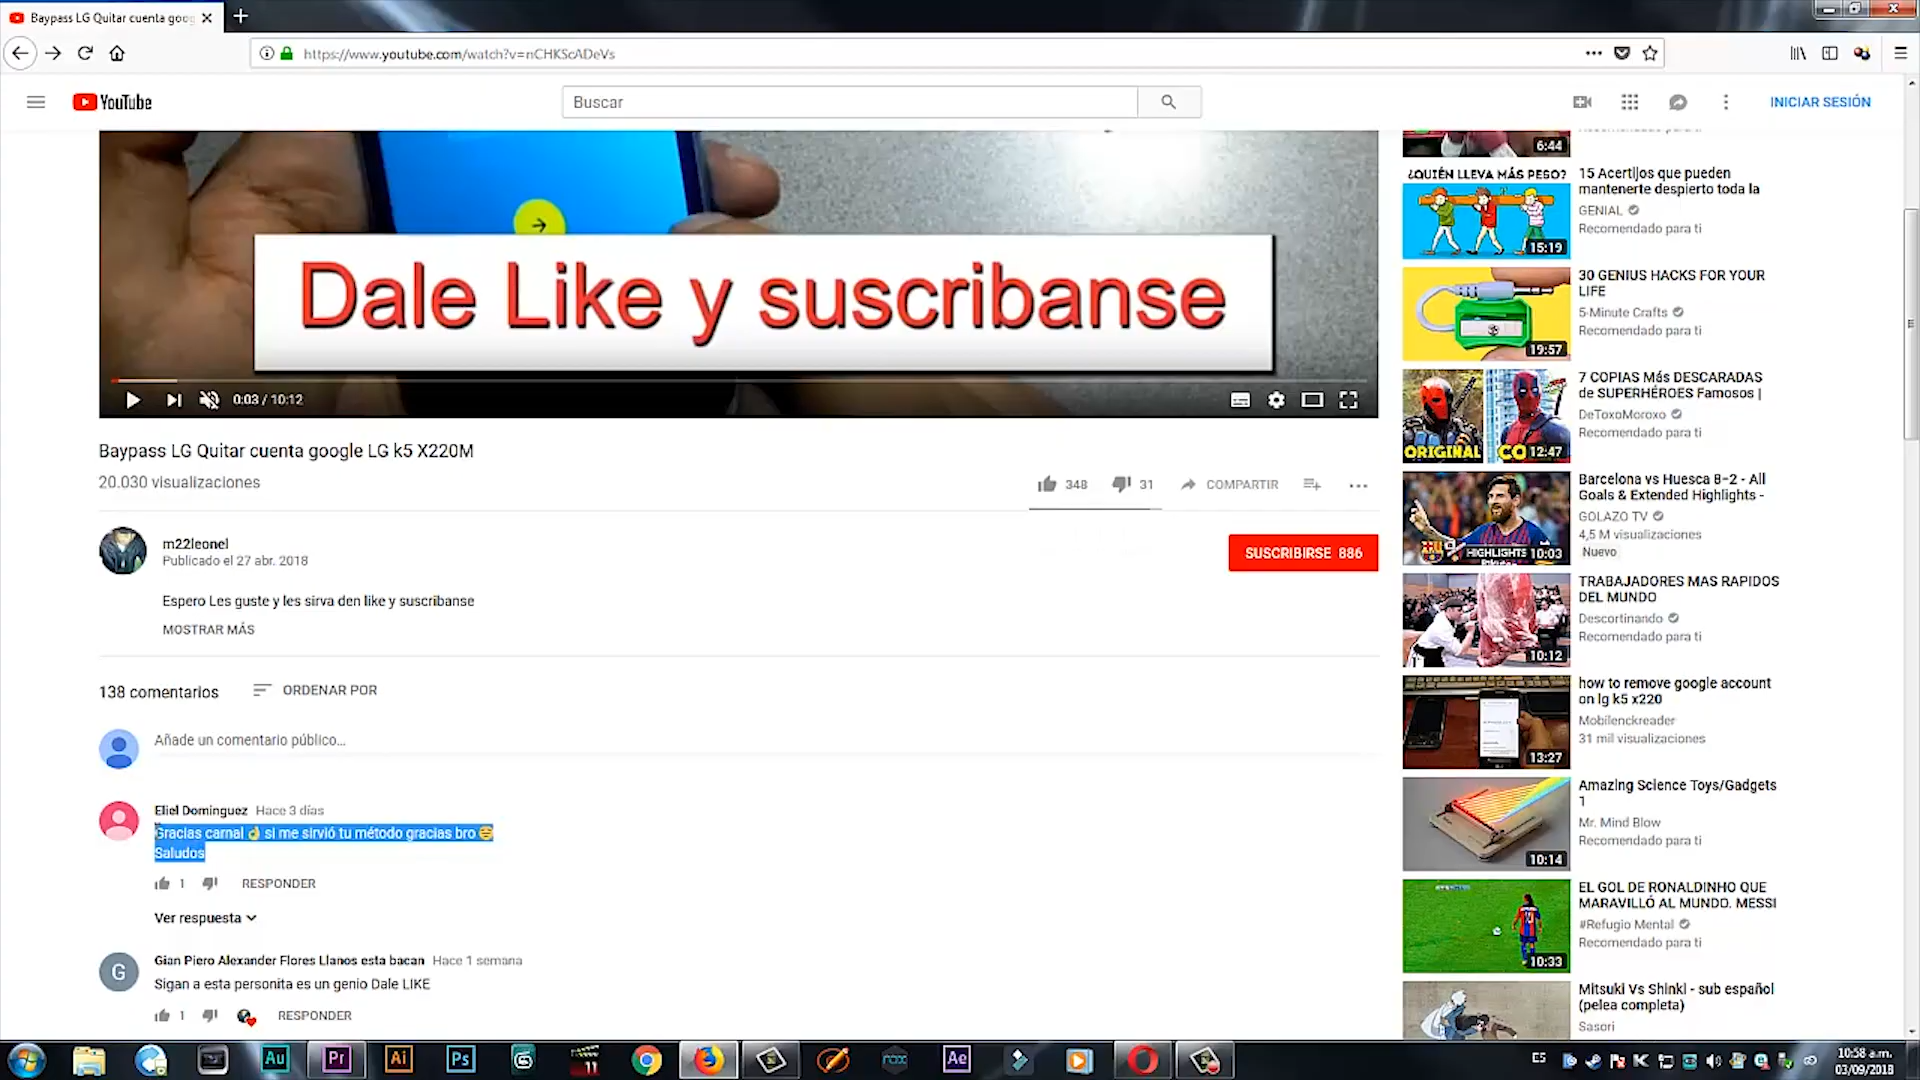 Baypass LG Quitar cuenta goog
https://www.youtube.com/watch?v=nCHKScADeVs
YouTube
Buscar
INICIAR SESIÓN
Dale Like y suscribanse
0:03 / 10:12
Baypass LG Quitar cuenta google LG k5 X220M
20.030 visualizaciones
348
31
COMPARTIR
m22leonel
Publicado el 27 abr. 2018
SUSCRIBIRSE 886
Espero Les guste y les sirva den like y suscribanse
MOSTRAR MÁS
138 comentarios
ORDENAR POR
Añade un comentario público...
Eliel Dominguez Hace 3 días
Gracias carnal 👌 si me sirvió tu método gracias bro 😊
Saludos
1
RESPONDER
Ver respuesta
G
Gian Piero Alexander Flores Llanos esta bacan Hace 1 semana
Sigan a esta personita es un genio Dale LIKE
1
RESPONDER
6:44
¿QUIÉN LLEVA MÁS PESO?
15:19
15 Acertijos que pueden
mantenerte despierto toda la
GENIAL
Recomendado para ti
19:57
30 GENIUS HACKS FOR YOUR
LIFE
5-Minute Crafts
Recomendado para ti
ORIGINAL
CO
12:47
7 COPIAS Más DESCARADAS
de SUPERHÉROES Famosos |
DeToxoMoroxo
Recomendado para ti
HIGHLIGHTS
10:03
Barcelona vs Huesca 8-2 - All
Goals & Extended Highlights -
GOLAZO TV
4,5 M visualizaciones
Nuevo
10:12
TRABAJADORES MAS RAPIDOS
DEL MUNDO
Descortinando
Recomendado para ti
13:27
how to remove google account
on lg k5 x220
Mobilenckreader
31 mil visualizaciones
10:14
Amazing Science Toys/Gadgets
1
Mr. Mind Blow
Recomendado para ti
10:33
EL GOL DE RONALDINHO QUE
MARAVILLÓ AL MUNDO. MESSI
#Refugio Mental
Recomendado para ti
Mitsuki Vs Shinki - sub español
(pelea completa)
Sasori
Au
Pr
Ai
Ps
11
nox
Ae
ES
10:58 a.m.
03/09/2018